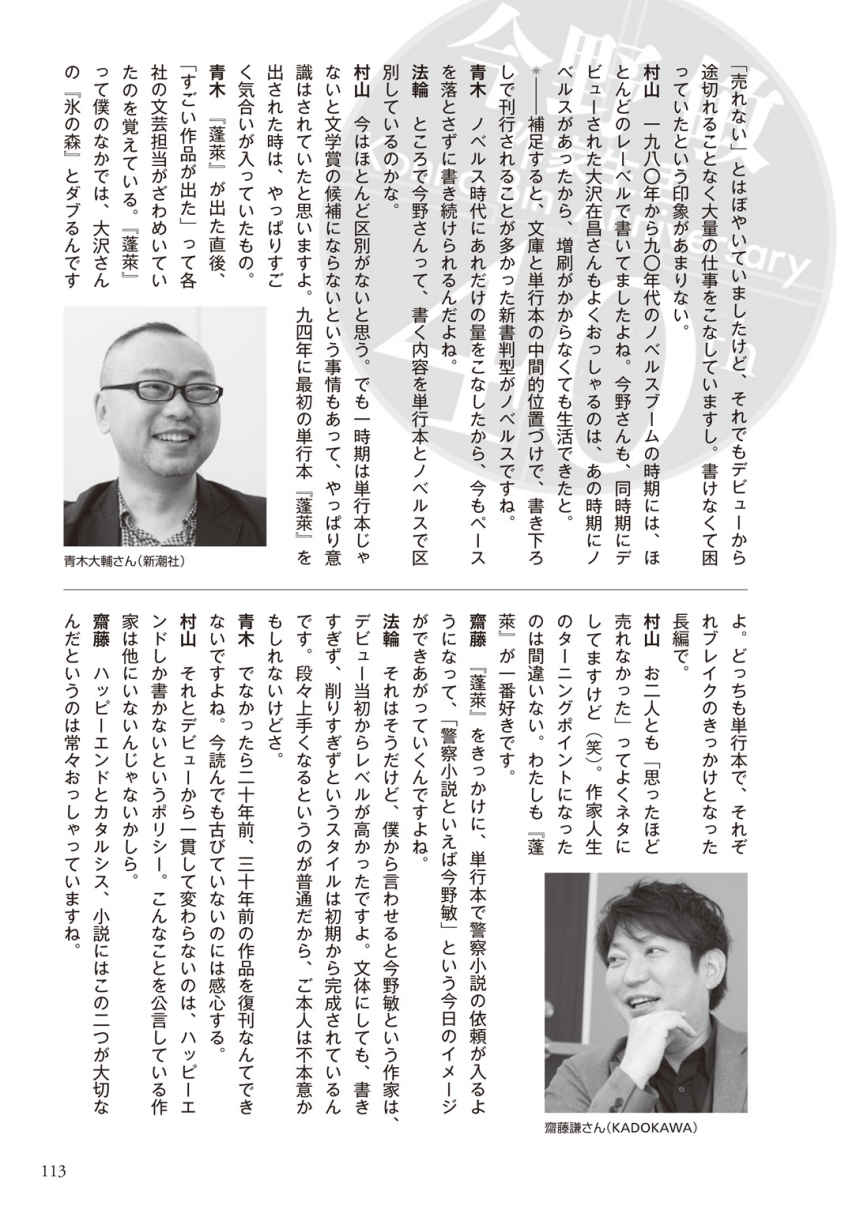 「売れない」とはぼやいていましたけど、それでもデビューから
途切れることなく大量の仕事をこなしていますし。書けなくて困
っていたという印象があまりない。
村山　一九八〇年から九〇年代のノベルスブームの時期には、ほ
とんどのレーベルで書いてましたよね。今野さんも、同時期にデ
ビューされた大沢在昌さんもよくおっしゃるのは、あの時期にノ
ベルスがあったから、増刷がかからなくても生活できたと。
＊――補足すると、文庫と単行本の中間的位置づけで、書き下ろ
しで刊行されることが多かった新書判型がノベルスですね。
青木　ノベルス時代にあれだけの量をこなしたから、今もペース
を落とさずに書き続けられるんだよね。
法輪　ところで今野さんって、書く内容を単行本とノベルスで区
別しているのかな。
村山　今はほとんど区別がないと思う。でも一時期は単行本じゃ
ないと文学賞の候補にならないという事情もあって、やっぱり意
識はされていたと思いますよ。九四年に最初の単行本『蓬萊』を
出された時は、やっぱりすご
く気合いが入っていたもの。
青木　『蓬萊』が出た直後、
「すごい作品が出た」って各
社の文芸担当がざわめいてい
たのを覚えている。『蓬萊』
って僕のなかでは、大沢さん
の『氷の森』とダブるんです
青木大輔さん（新潮社）
よ。どっちも単行本で、それぞ
れブレイクのきっかけとなった
長編で。
村山　お二人とも「思ったほど
売れなかった」ってよくネタに
してますけど（笑）。作家人生
のターニングポイントになった
のは間違いない。わたしも『蓬
萊』が一番好きです。
齋藤　『蓬萊』をきっかけに、単行本で警察小説の依頼が入るよ
うになって、「警察小説といえば今野敏」という今日のイメージ
ができあがっていくんですよね。
法輪　それはそうだけど、僕から言わせると今野敏という作家は、
デビュー当初からレベルが高かったですよ。文体にしても、書き
すぎず、削りすぎずというスタイルは初期から完成されているん
です。段々上手くなるというのが普通だから、ご本人は不本意か
もしれないけどさ。
青木　でなかったら二十年前、三十年前の作品を復刊なんてでき
ないですよね。今読んでも古びていないのには感心する。
村山　それとデビューから一貫して変わらないのは、ハッピーエ
ンドしか書かないというポリシー。こんなことを公言している作
家は他にいないんじゃないかしら。
齋藤　ハッピーエンドとカタルシス、小説にはこの二つが大切な
んだというのは常々おっしゃっていますね。
齋藤謙さん（KADOKAWA）
113